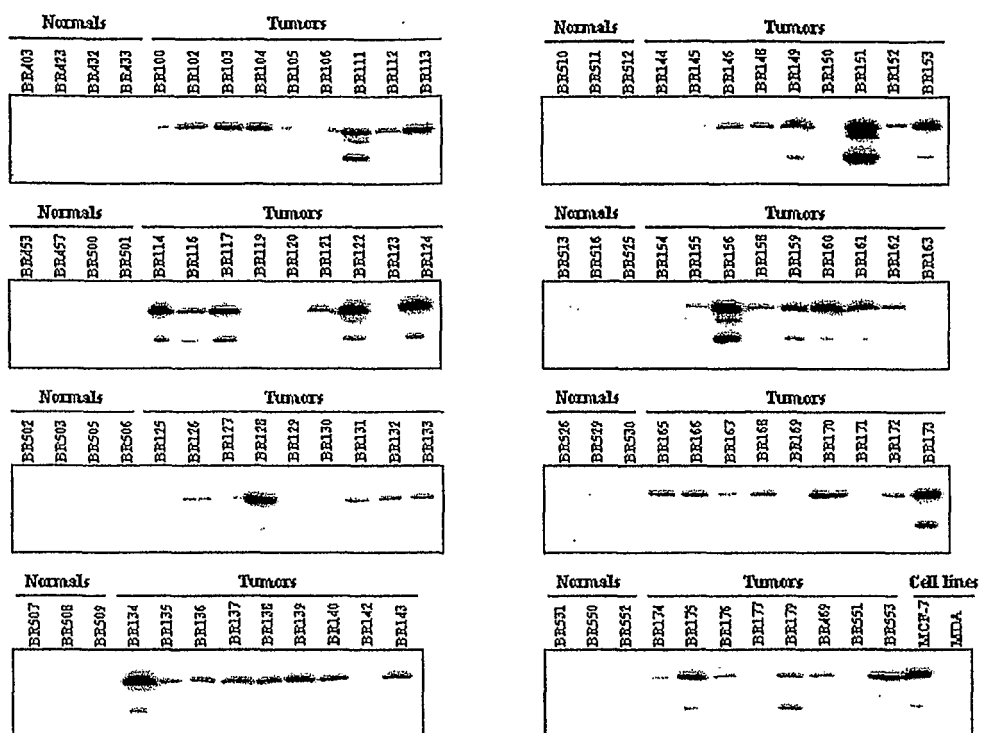 Normals Tumors
BR403 BR423 BR432 BR433 BR100 BR102 BR103 BR104 BR105 BR106 BR111 BR112 BR113
Normals Tumors
BR510 BR511 BR512 BR144 BR145 BR146 BR148 BR149 BR150 BR151 BR152 BR153
Normals Tumors
BR453 BR457 BR500 BR501 BR114 BR116 BR117 BR119 BR120 BR121 BR122 BR123 BR124
Normals Tumors
BR513 BR516 BR525 BR154 BR155 BR156 BR158 BR159 BR160 BR161 BR162 BR163
Normals Tumors
BR502 BR503 BR505 BR506 BR125 BR126 BR127 BR128 BR129 BR130 BR131 BR132 BR133
Normals Tumors
BR526 BR529 BR530 BR165 BR166 BR167 BR168 BR169 BR170 BR171 BR172 BR173
Normals Tumors
BR507 BR508 BR509 BR134 BR135 BR136 BR137 BR138 BR139 BR140 BR142 BR143
Normals Tumors Cell lines
BR531 BR550 BR552 BR174 BR175 BR176 BR177 BR179 BR469 BR551 BR553 MCF-7 MDA